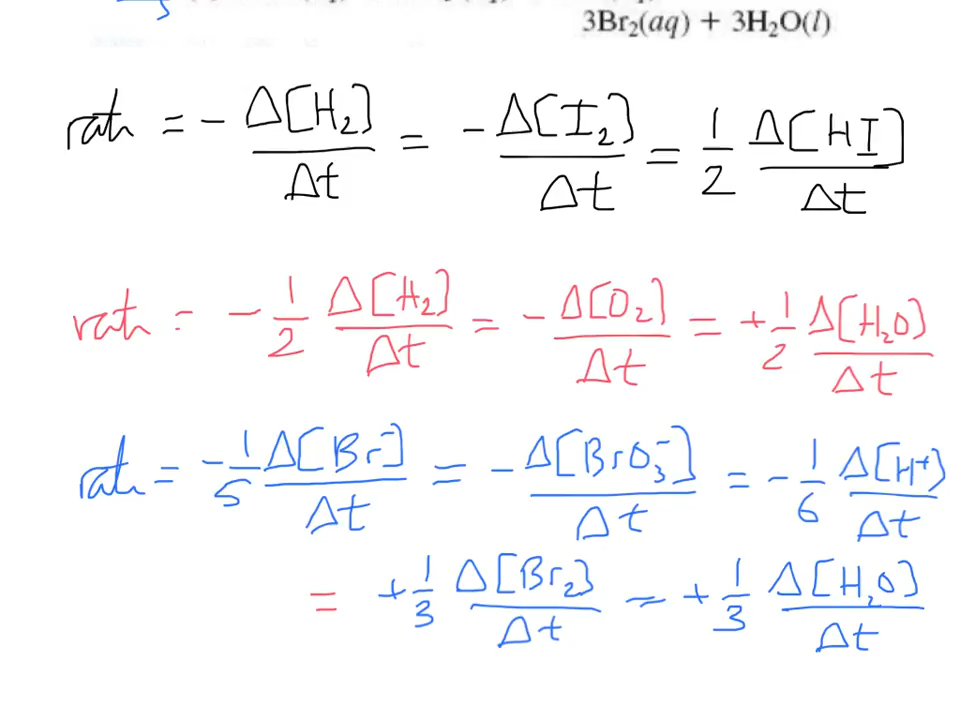 3Br₂(aq) + 3H₂O(l)
rate = - Δ[H₂]/Δt = - Δ[I₂]/Δt = 1/2 Δ[HI]/Δt
rate = - 1/2 Δ[H₂]/Δt = - Δ[O₂]/Δt = + 1/2 Δ[H₂O]/Δt
rate = - 1/5 Δ[Br⁻]/Δt = - Δ[BrO₃⁻]/Δt = - 1/6 Δ[H⁺]/Δt
= + 1/3 Δ[Br₂]/Δt = + 1/3 Δ[H₂O]/Δt